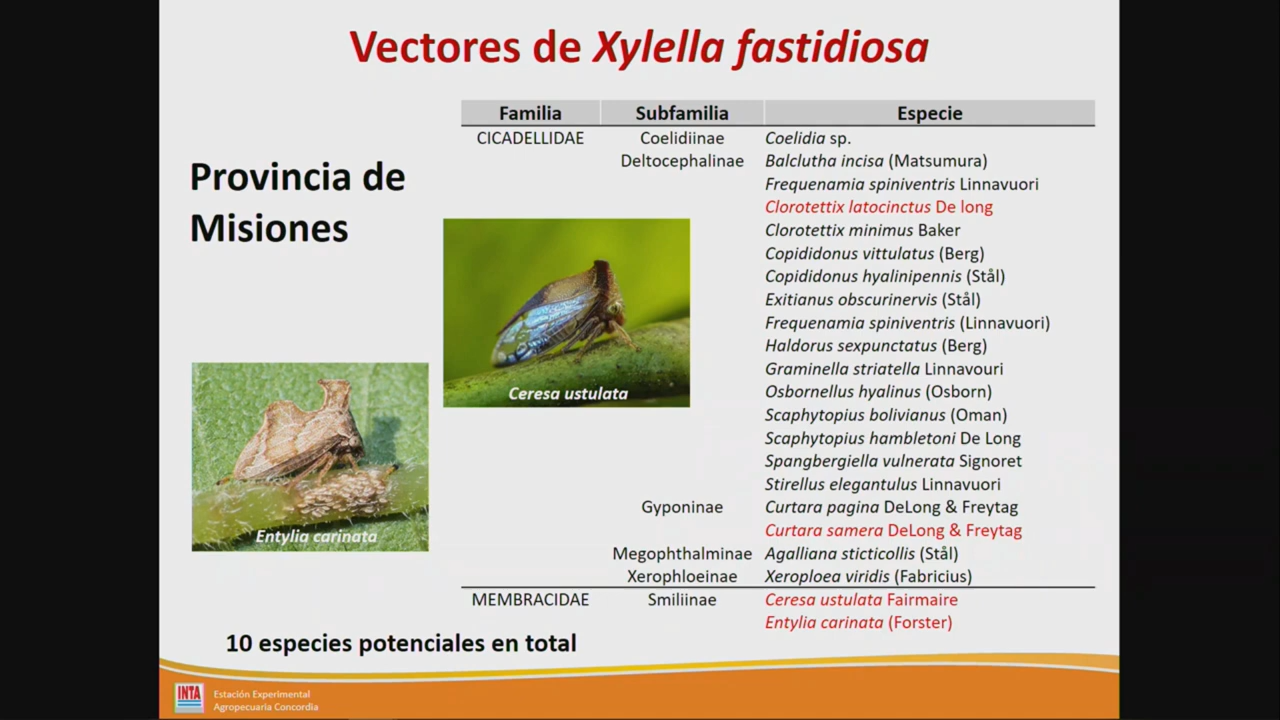 Vectores de Xylella fastidiosa
Provincia de
Misiones
Familia Subfamilia Especie
CICADELLIDAE Coelidiinae Coelidia sp.
Deltocephalinae Balclutha incisa (Matsumura)
Frequenamia spiniventris Linnavuori
Clorotettix latocinctus De long
Clorotettix minimus Baker
Copididonus vittulatus (Berg)
Copididonus hyalinipennis (Stål)
Exitianus obscurinervis (Stål)
Frequenamia spiniventris (Linnavuori)
Haldorus sexpunctatus (Berg)
Graminella striatella Linnavouri
Osbornellus hyalinus (Osborn)
Scaphytopius bolivianus (Oman)
Scaphytopius hambletoni De Long
Spangbergiella vulnerata Signoret
Stirellus elegantulus Linnavuori
Gyponinae Curtara pagina DeLong & Freytag
Curtara samera DeLong & Freytag
Megophthalminae Agalliana sticticollis (Stål)
Xerophloeinae Xeroploea viridis (Fabricius)
MEMBRACIDAE Smiliinae Ceresa ustulata Fairmaire
Entylia carinata (Forster)
Ceresa ustulata
Entylia carinata
10 especies potenciales en total
INTA
Estación Experimental
Agropecuaria Concordia